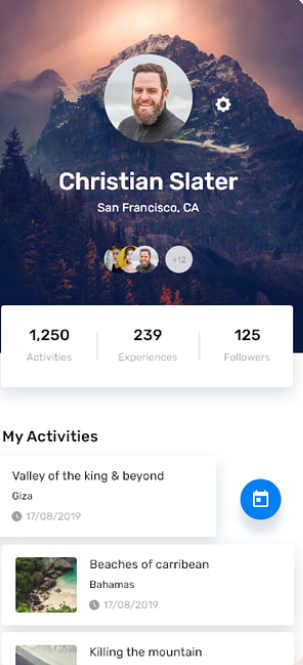 Christian Slater
San Francisco, CA
+12
1,250 239 125
Activities Experiences Followers
My Activities
Valley of the king & beyond
Giza
17/08/2019
Beaches of carribean
Bahamas
17/08/2019
Killing the mountain